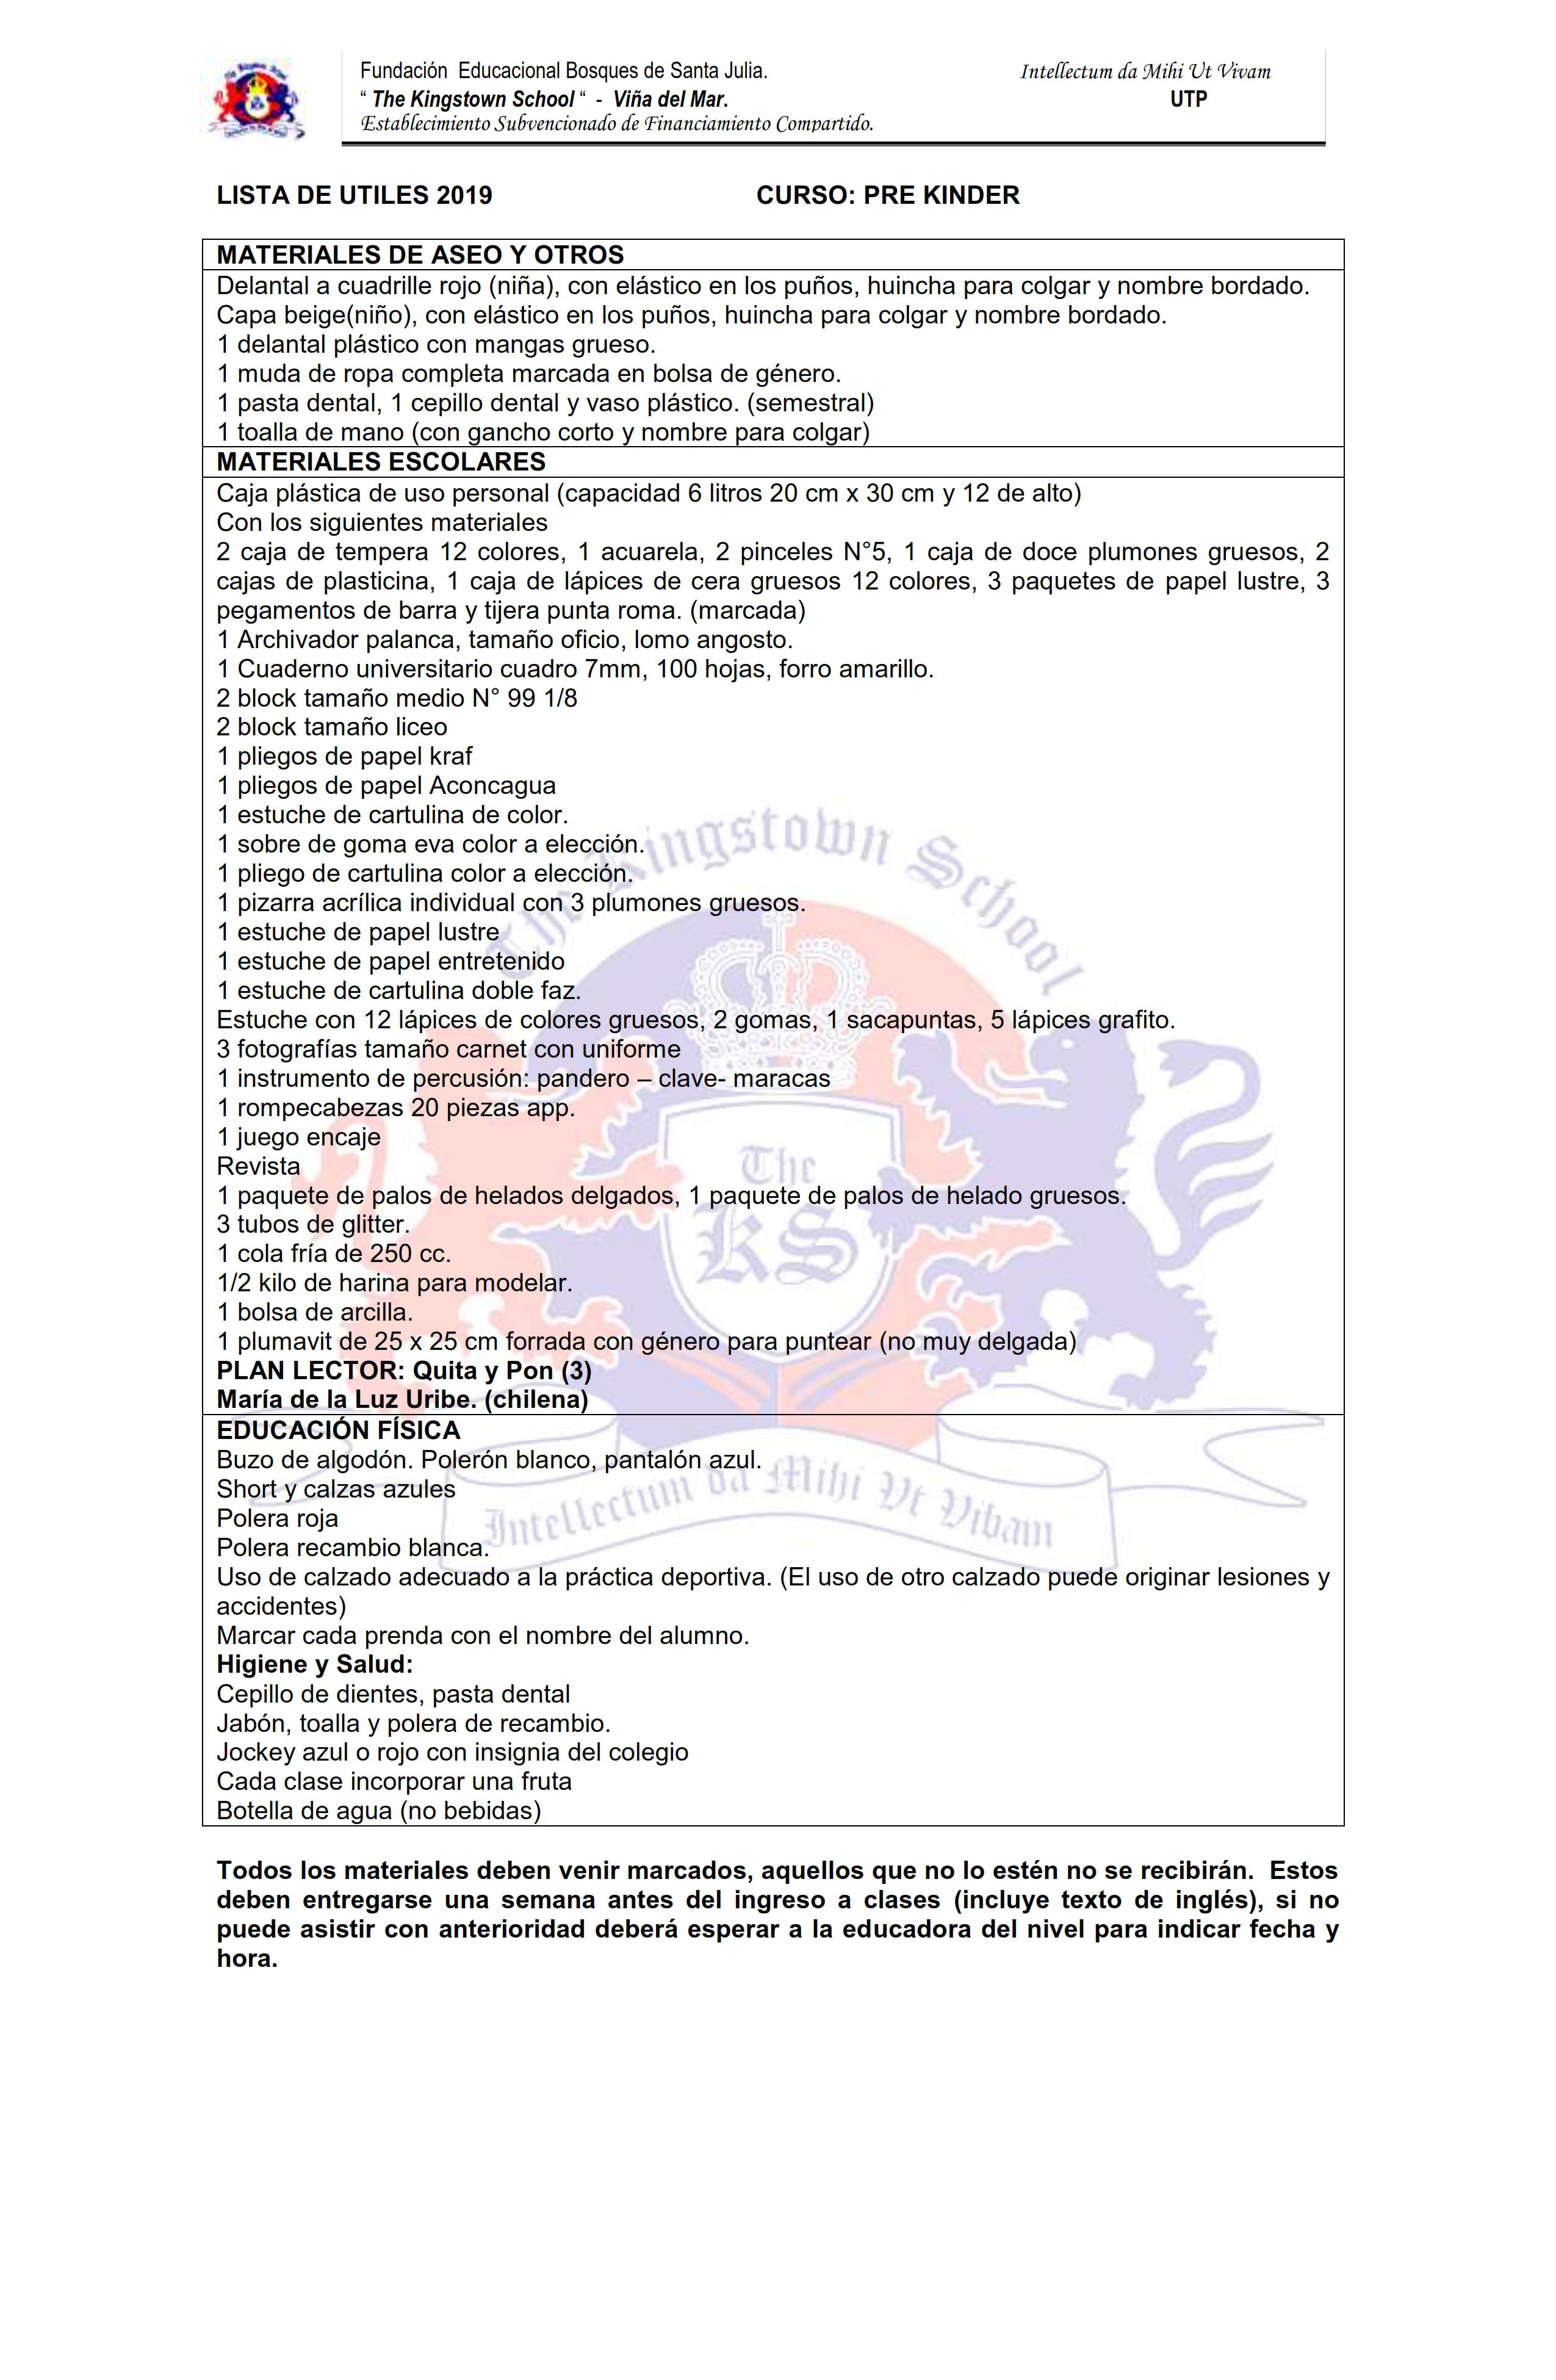 Fundación  Educacional Bosques de Santa Julia.
Intellectum da Mihi Ut Vivam
“ The Kingstown School “  -  Viña del Mar.
UTP
Establecimiento Subvencionado de Financiamiento Compartido.
LISTA DE UTILES 2019
CURSO: PRE KINDER
MATERIALES DE ASEO Y OTROS
Delantal a cuadrille rojo (niña), con elástico en los puños, huincha para colgar y nombre bordado.
Capa beige(niño), con elástico en los puños, huincha para colgar y nombre bordado.
1 delantal plástico con mangas grueso.
1 muda de ropa completa marcada en bolsa de género.
1 pasta dental, 1 cepillo dental y vaso plástico. (semestral)
1 toalla de mano (con gancho corto y nombre para colgar)
MATERIALES ESCOLARES
Caja plástica de uso personal (capacidad 6 litros 20 cm x 30 cm y 12 de alto)
Con los siguientes materiales
2 caja de tempera 12 colores, 1 acuarela, 2 pinceles N°5, 1 caja de doce plumones gruesos, 2
cajas de plasticina, 1 caja de lápices de cera gruesos 12 colores, 3 paquetes de papel lustre, 3
pegamentos de barra y tijera punta roma. (marcada)
1 Archivador palanca, tamaño oficio, lomo angosto.
1 Cuaderno universitario cuadro 7mm, 100 hojas, forro amarillo.
2 block tamaño medio N° 99 1/8
2 block tamaño liceo
1 pliegos de papel kraf
1 pliegos de papel Aconcagua
1 estuche de cartulina de color.
1 sobre de goma eva color a elección.
1 pliego de cartulina color a elección.
1 pizarra acrílica individual con 3 plumones gruesos.
1 estuche de papel lustre
1 estuche de papel entretenido
1 estuche de cartulina doble faz.
Estuche con 12 lápices de colores gruesos, 2 gomas, 1 sacapuntas, 5 lápices grafito.
3 fotografías tamaño carnet con uniforme
1 instrumento de percusión: pandero – clave- maracas
1 rompecabezas 20 piezas app.
1 juego encaje
Revista
1 paquete de palos de helados delgados, 1 paquete de palos de helado gruesos.
3 tubos de glitter.
1 cola fría de 250 cc.
1/2 kilo de harina para modelar.
1 bolsa de arcilla.
1 plumavit de 25 x 25 cm forrada con género para puntear (no muy delgada)
PLAN LECTOR: Quita y Pon (3)
María de la Luz Uribe. (chilena)
EDUCACIÓN FÍSICA
Buzo de algodón. Polerón blanco, pantalón azul.
Short y calzas azules
Polera roja
Polera recambio blanca.
Uso de calzado adecuado a la práctica deportiva. (El uso de otro calzado puede originar lesiones y
accidentes)
Marcar cada prenda con el nombre del alumno.
Higiene y Salud:
Cepillo de dientes, pasta dental
Jabón, toalla y polera de recambio.
Jockey azul o rojo con insignia del colegio
Cada clase incorporar una fruta
Botella de agua (no bebidas)
Todos los materiales deben venir marcados, aquellos que no lo estén no se recibirán.  Estos
deben entregarse una semana antes del ingreso a clases (incluye texto de inglés), si no
puede asistir con anterioridad deberá esperar a la educadora del nivel para indicar fecha y
hora.
The Kingstown School
The
KS
Intellectum da Mihi Vt Vibam